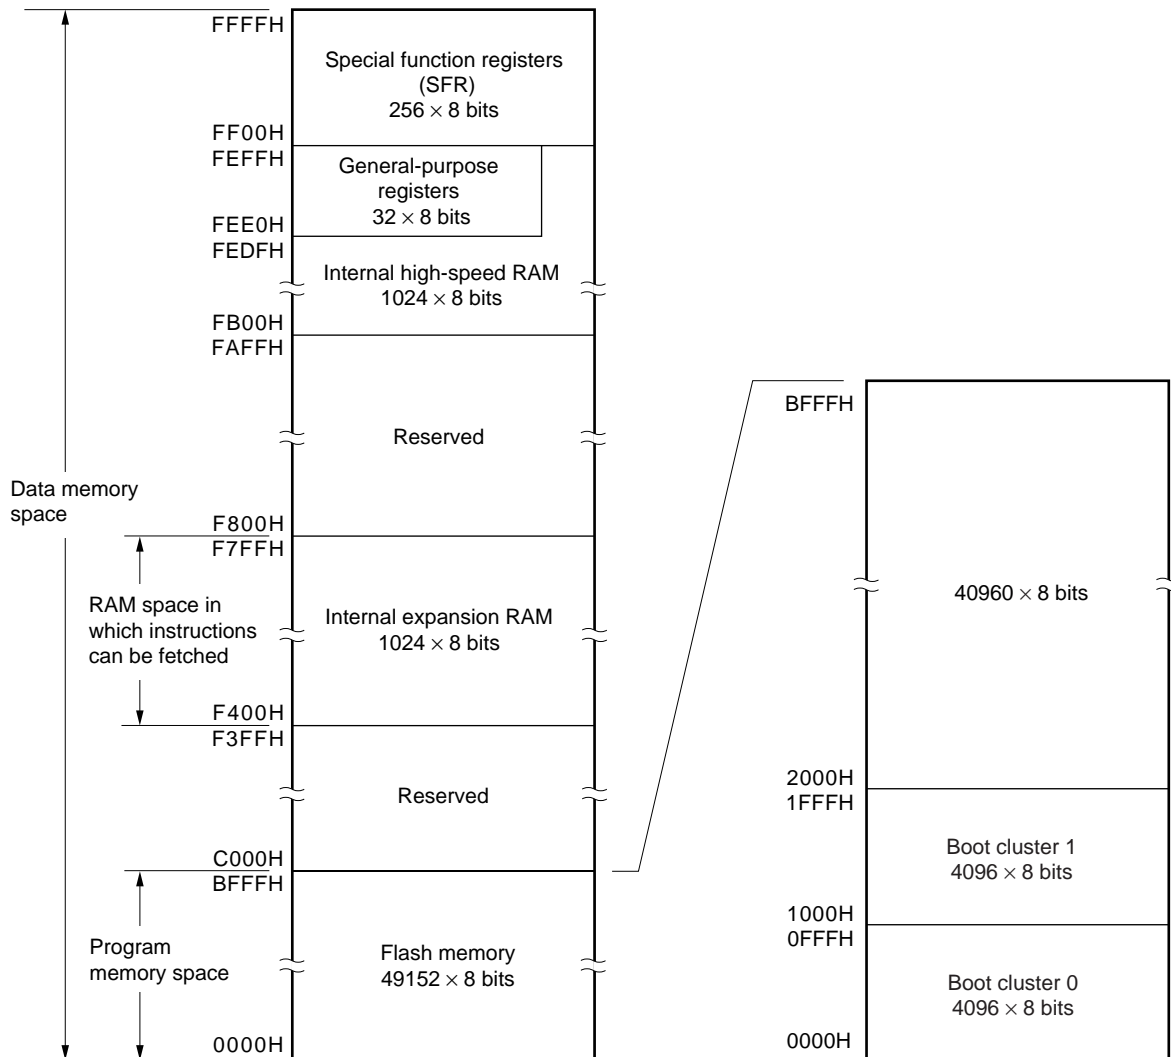 FFFFH
Special function registers
(SFR)
256 × 8 bits
FF00H
FEFFH
General-purpose
registers
32 × 8 bits
FEE0H
FEDFH
Internal high-speed RAM
1024 × 8 bits
FB00H
FAFFH
Reserved
Data memory
space
F800H
F7FFH
RAM space in
which instructions
can be fetched
Internal expansion RAM
1024 × 8 bits
F400H
F3FFH
Reserved
C000H
BFFFH
Program
memory space
Flash memory
49152 × 8 bits
0000H
BFFFH
40960 × 8 bits
2000H
1FFFH
Boot cluster 1
4096 × 8 bits
1000H
0FFFH
Boot cluster 0
4096 × 8 bits
0000H